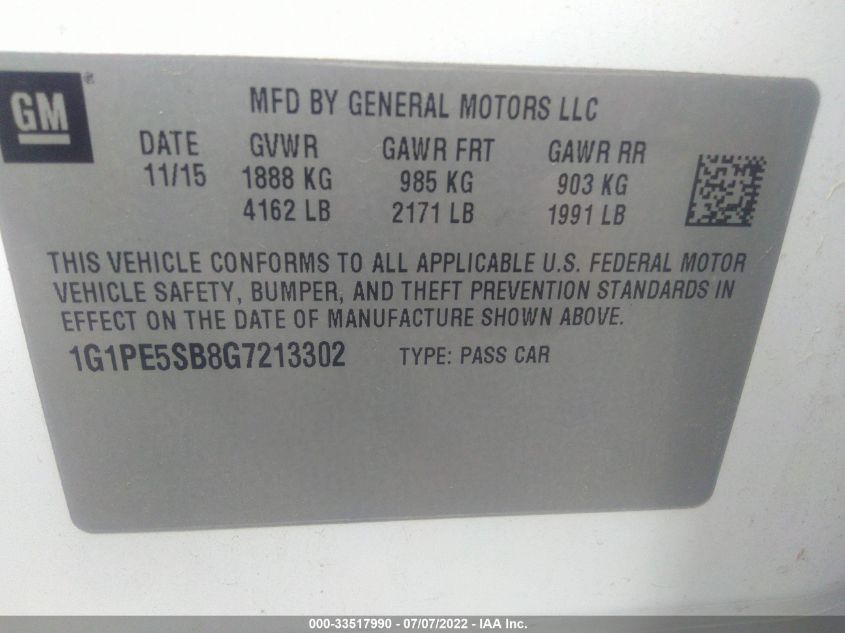 GM®
MFD BY GENERAL MOTORS LLC
DATE GVWR GAWR FRT GAWR RR
11/15 1888 KG 985 KG 903 KG
4162 LB 2171 LB 1991 LB
THIS VEHICLE CONFORMS TO ALL APPLICABLE U.S. FEDERAL MOTOR
VEHICLE SAFETY, BUMPER, AND THEFT PREVENTION STANDARDS IN
EFFECT ON THE DATE OF MANUFACTURE SHOWN ABOVE.
1G1PE5SB8G7213302 TYPE: PASS CAR
000-33517990 - 07/07/2022 - IAA Inc.